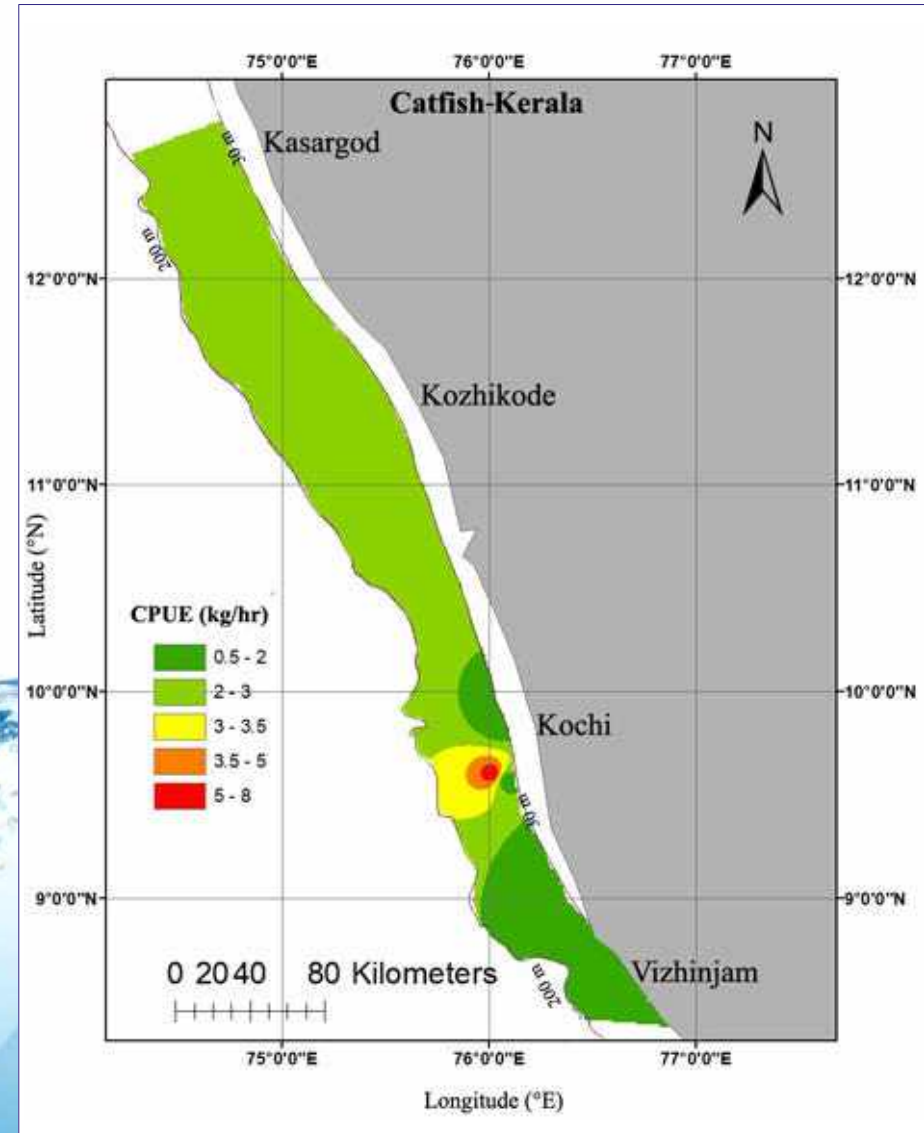 75°0'0"E 76°0'0"E 77°0'0"E
Catfish-Kerala
N
30 m
Kasargod
200 m
12°0'0"N 12°0'0"N
Kozhikode
11°0'0"N 11°0'0"N
Latitude (°N)
CPUE (kg/hr)
0.5 - 2
2 - 3
3 - 3.5
3.5 - 5
5 - 8
10°0'0"N 10°0'0"N
Kochi
30 m
9°0'0"N 9°0'0"N
0 20 40 80 Kilometers
200 m
Vizhinjam
75°0'0"E 76°0'0"E 77°0'0"E
Longitude (°E)